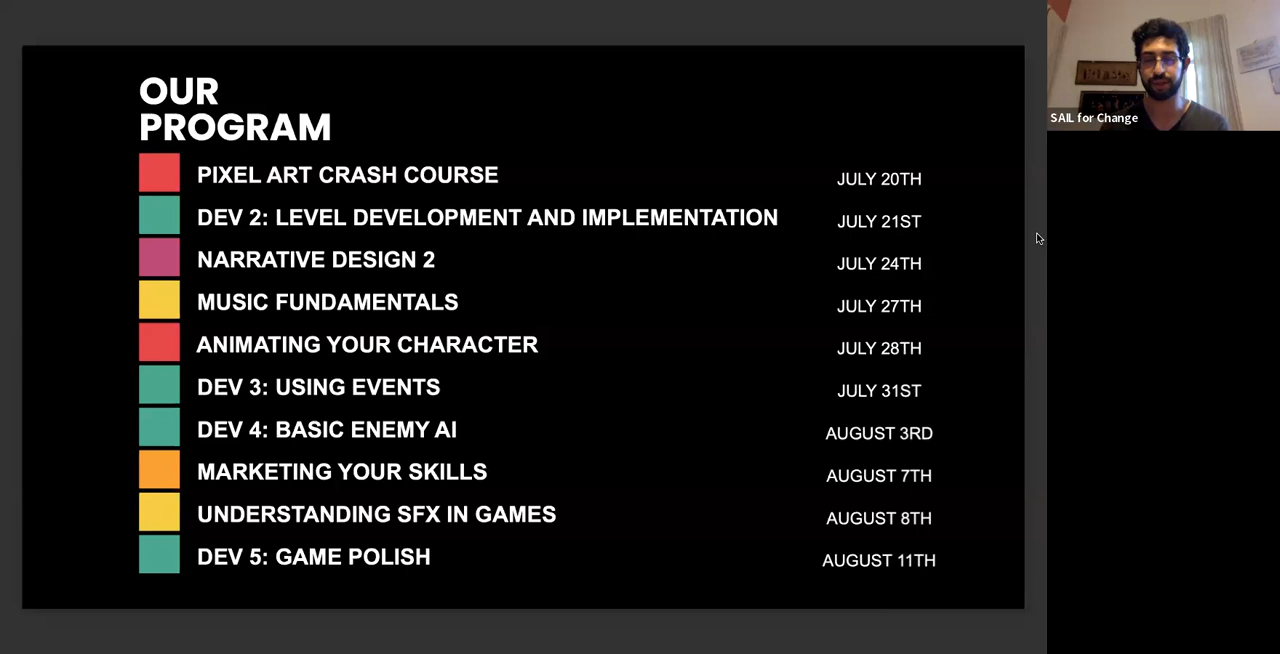 OUR
PROGRAM
PIXEL ART CRASH COURSE JULY 20TH
DEV 2: LEVEL DEVELOPMENT AND IMPLEMENTATION JULY 21ST
NARRATIVE DESIGN 2 JULY 24TH
MUSIC FUNDAMENTALS JULY 27TH
ANIMATING YOUR CHARACTER JULY 28TH
DEV 3: USING EVENTS JULY 31ST
DEV 4: BASIC ENEMY AI AUGUST 3RD
MARKETING YOUR SKILLS AUGUST 7TH
UNDERSTANDING SFX IN GAMES AUGUST 8TH
DEV 5: GAME POLISH AUGUST 11TH
SAIL for Change